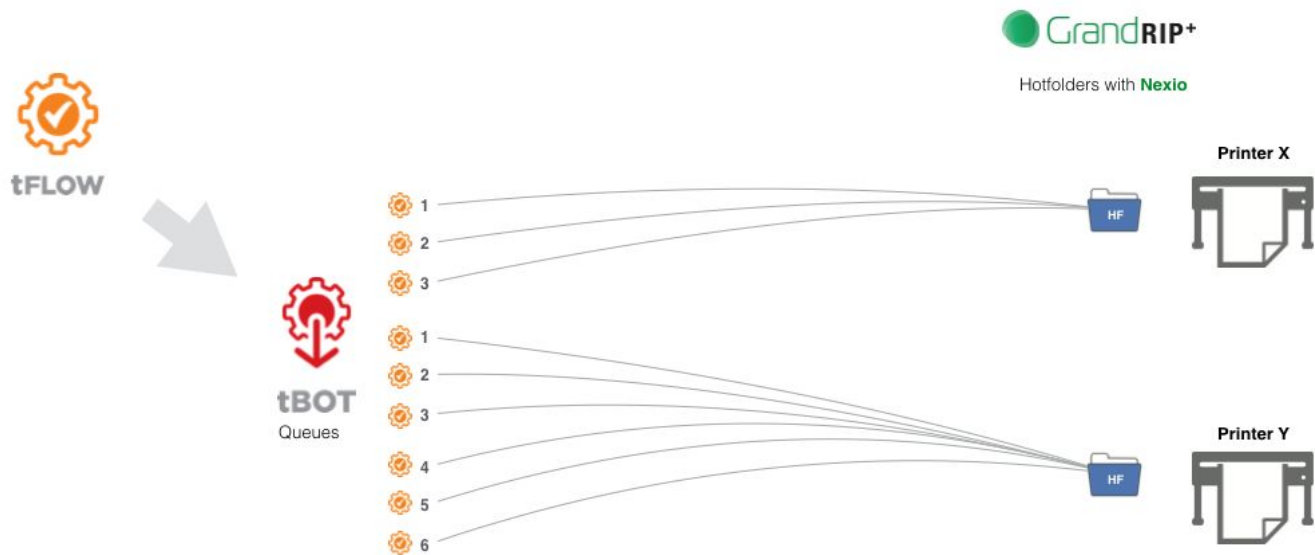 GrandRIP+
Hotfolders with Nexio
tFLOW
Printer X
1
HF
2
3
1
2
tBOT
3
Queues
Printer Y
4
HF
5
6